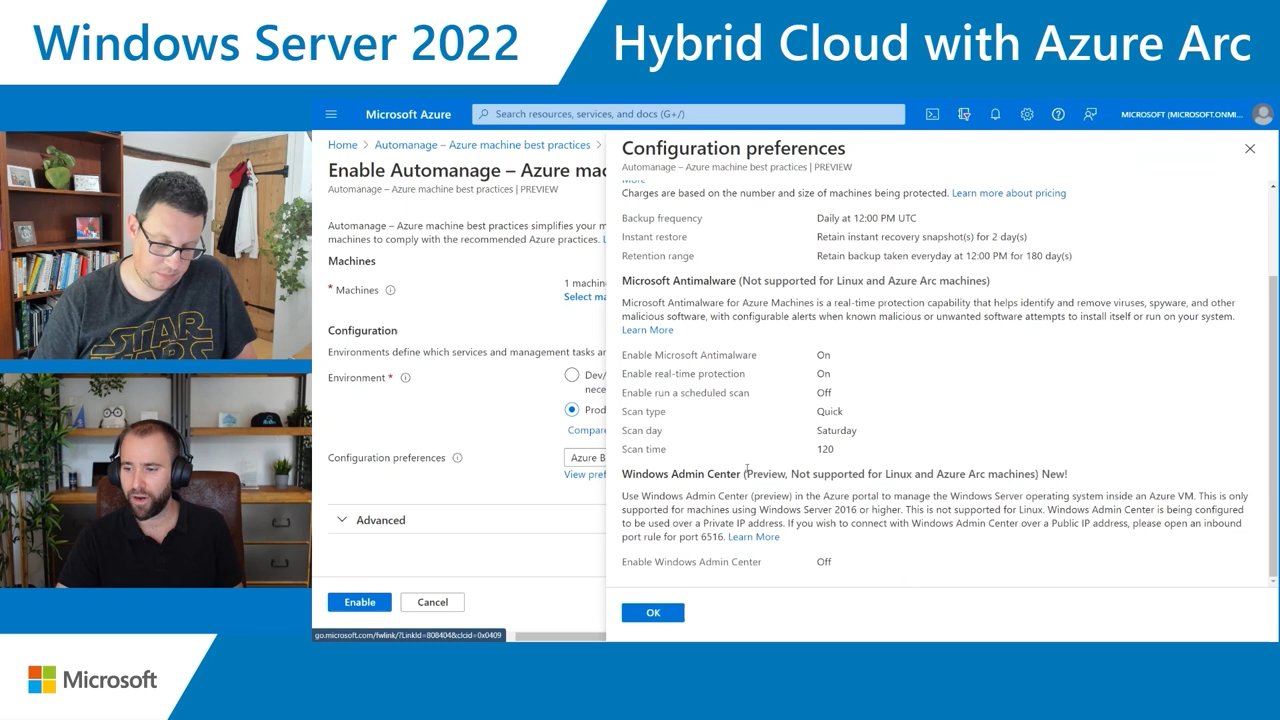 Windows Server 2022
Hybrid Cloud with Azure Arc
Microsoft Azure
Search resources, services, and docs (G+/)
MICROSOFT (MICROSOFT.ONMI...
Home > Automanage – Azure machine best practices >
Enable Automanage – Azure mac
Automanage – Azure machine best practices | PREVIEW
Automanage – Azure machine best practices simplifies your m
machines to comply with the recommended Azure practices. L
Machines
* Machines
1 machine
Select ma
Configuration
Environments define which services and management tasks ar
Environment *
Dev/
nece
Prod
Compare
Configuration preferences
Azure B
View pref
Advanced
Enable
Cancel
go.microsoft.com/fwlink/?LinkId=808404&clcid=0x0409
Configuration preferences
Automanage – Azure machine best practices | PREVIEW
More
Charges are based on the number and size of machines being protected. Learn more about pricing
Backup frequency Daily at 12:00 PM UTC
Instant restore Retain instant recovery snapshot(s) for 2 day(s)
Retention range Retain backup taken everyday at 12:00 PM for 180 day(s)
Microsoft Antimalware (Not supported for Linux and Azure Arc machines)
Microsoft Antimalware for Azure Machines is a real-time protection capability that helps identify and remove viruses, spyware, and other
malicious software, with configurable alerts when known malicious or unwanted software attempts to install itself or run on your system.
Learn More
Enable Microsoft Antimalware On
Enable real-time protection On
Enable run a scheduled scan Off
Scan type Quick
Scan day Saturday
Scan time 120
Windows Admin Center (Preview, Not supported for Linux and Azure Arc machines) New!
Use Windows Admin Center (preview) in the Azure portal to manage the Windows Server operating system inside an Azure VM. This is only
supported for machines using Windows Server 2016 or higher. This is not supported for Linux. Windows Admin Center is being configured
to be used over a Private IP address. If you wish to connect with Windows Admin Center over a Public IP address, please open an inbound
port rule for port 6516. Learn More
Enable Windows Admin Center Off
OK
STAR
WARS
Microsoft